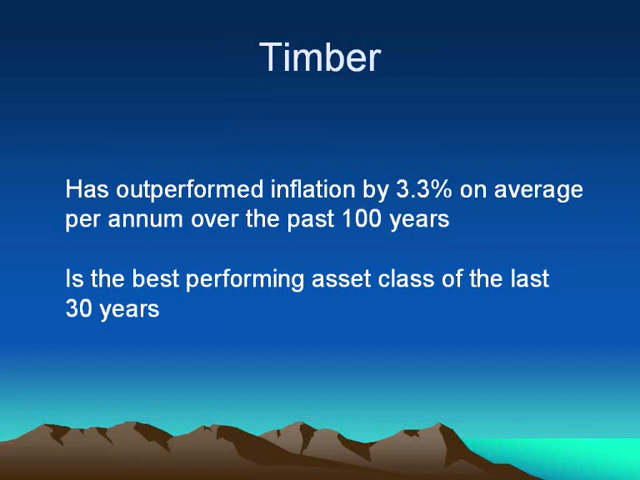 Timber
Has outperformed inflation by 3.3% on average
per annum over the past 100 years
Is the best performing asset class of the last
30 years